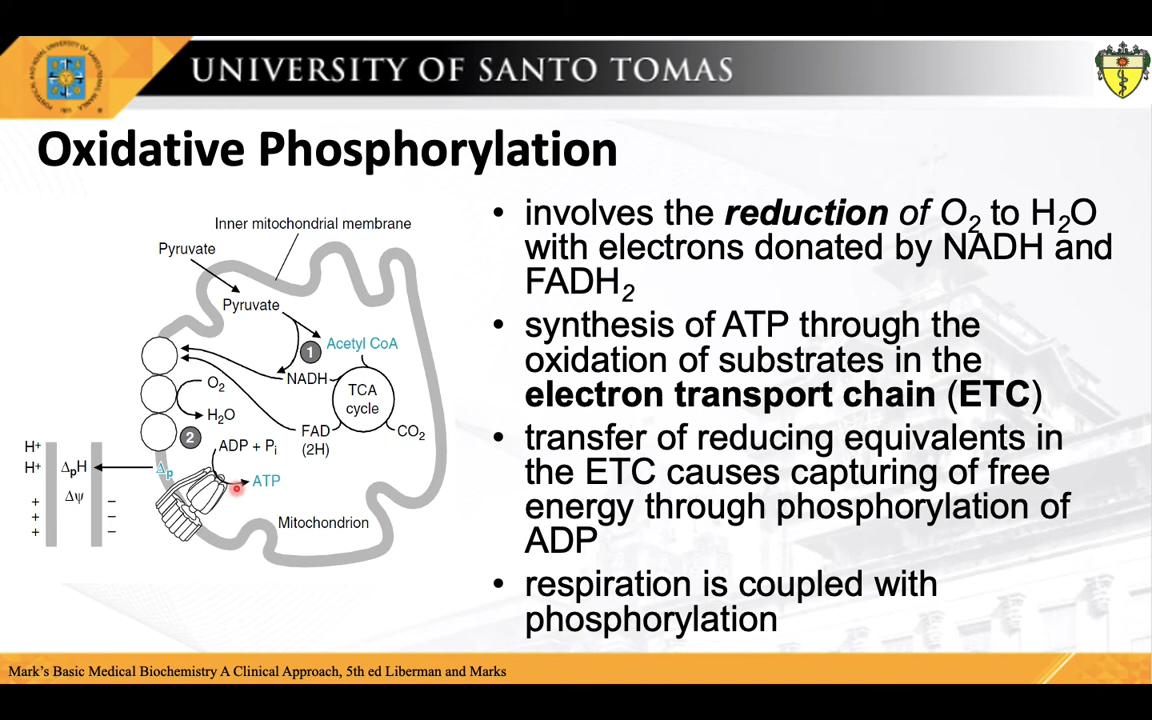 UNIVERSITY OF SANTO TOMAS
Oxidative Phosphorylation
Inner mitochondrial membrane
Pyruvate
Pyruvate
1
Acetyl CoA
NADH
TCA
cycle
O₂
H₂O
2
FAD
(2H)
CO₂
ADP + Pᵢ
ATP
Δp
H⁺
H⁺
ΔpH
Δψ
+
+
+
–
–
–
Mitochondrion
• involves the reduction of O₂ to H₂O
with electrons donated by NADH and
FADH₂
• synthesis of ATP through the
oxidation of substrates in the
electron transport chain (ETC)
• transfer of reducing equivalents in
the ETC causes capturing of free
energy through phosphorylation of
ADP
• respiration is coupled with
phosphorylation
Mark's Basic Medical Biochemistry A Clinical Approach, 5th ed Liberman and Marks